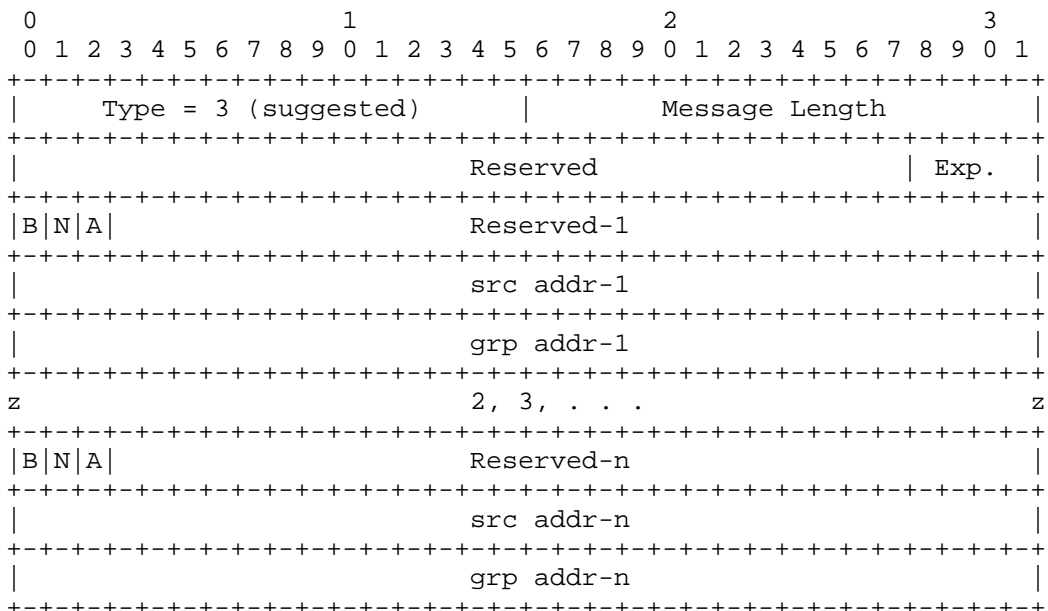 0                   1                   2                   3
 0 1 2 3 4 5 6 7 8 9 0 1 2 3 4 5 6 7 8 9 0 1 2 3 4 5 6 7 8 9 0 1
+-+-+-+-+-+-+-+-+-+-+-+-+-+-+-+-+-+-+-+-+-+-+-+-+-+-+-+-+-+-+-+-+
|     Type = 3 (suggested)      |        Message Length         |
+-+-+-+-+-+-+-+-+-+-+-+-+-+-+-+-+-+-+-+-+-+-+-+-+-+-+-+-+-+-+-+-+
|                            Reserved                   | Exp.  |
+-+-+-+-+-+-+-+-+-+-+-+-+-+-+-+-+-+-+-+-+-+-+-+-+-+-+-+-+-+-+-+-+
|B|N|A|                      Reserved-1                         |
+-+-+-+-+-+-+-+-+-+-+-+-+-+-+-+-+-+-+-+-+-+-+-+-+-+-+-+-+-+-+-+-+
|                            src addr-1                         |
+-+-+-+-+-+-+-+-+-+-+-+-+-+-+-+-+-+-+-+-+-+-+-+-+-+-+-+-+-+-+-+-+
|                            grp addr-1                         |
+-+-+-+-+-+-+-+-+-+-+-+-+-+-+-+-+-+-+-+-+-+-+-+-+-+-+-+-+-+-+-+-+
z                            2, 3, . . .                        z
+-+-+-+-+-+-+-+-+-+-+-+-+-+-+-+-+-+-+-+-+-+-+-+-+-+-+-+-+-+-+-+-+
|B|N|A|                      Reserved-n                         |
+-+-+-+-+-+-+-+-+-+-+-+-+-+-+-+-+-+-+-+-+-+-+-+-+-+-+-+-+-+-+-+-+
|                            src addr-n                         |
+-+-+-+-+-+-+-+-+-+-+-+-+-+-+-+-+-+-+-+-+-+-+-+-+-+-+-+-+-+-+-+-+
|                            grp addr-n                         |
+-+-+-+-+-+-+-+-+-+-+-+-+-+-+-+-+-+-+-+-+-+-+-+-+-+-+-+-+-+-+-+-+